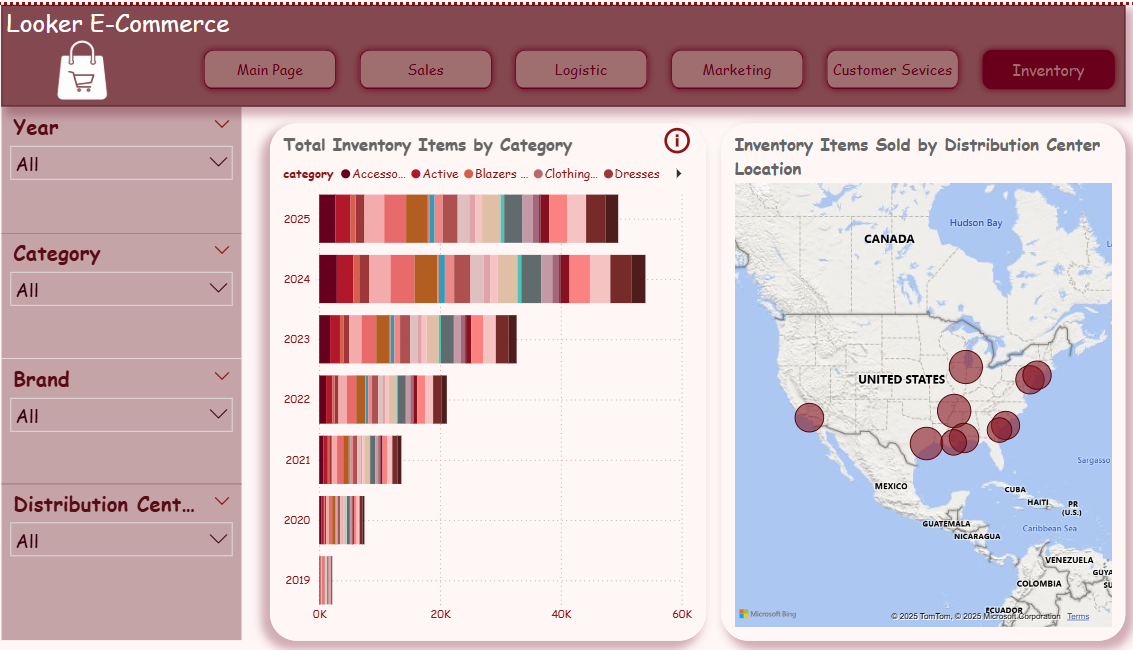 Looker E-Commerce
Main Page
Sales
Logistic
Marketing
Customer Sevices
Inventory
Year
All
Category
All
Brand
All
Distribution Cent...
All
Total Inventory Items by Category
category Accesso... Active Blazers ... Clothing... Dresses
2025
2024
2023
2022
2021
2020
2019
0K 20K 40K 60K
Inventory Items Sold by Distribution Center
Location
Hudson Bay
CANADA
UNITED STATES
Sargasso
MEXICO
CUBA
HAITI
PR
(U.S.)
GUATEMALA
Caribbean Sea
NICARAGUA
VENEZUELA
GUYA
COLOMBIA
SU
ECUADOR
Microsoft Bing
© 2025 TomTom, © 2025 Microsoft Corporation Terms